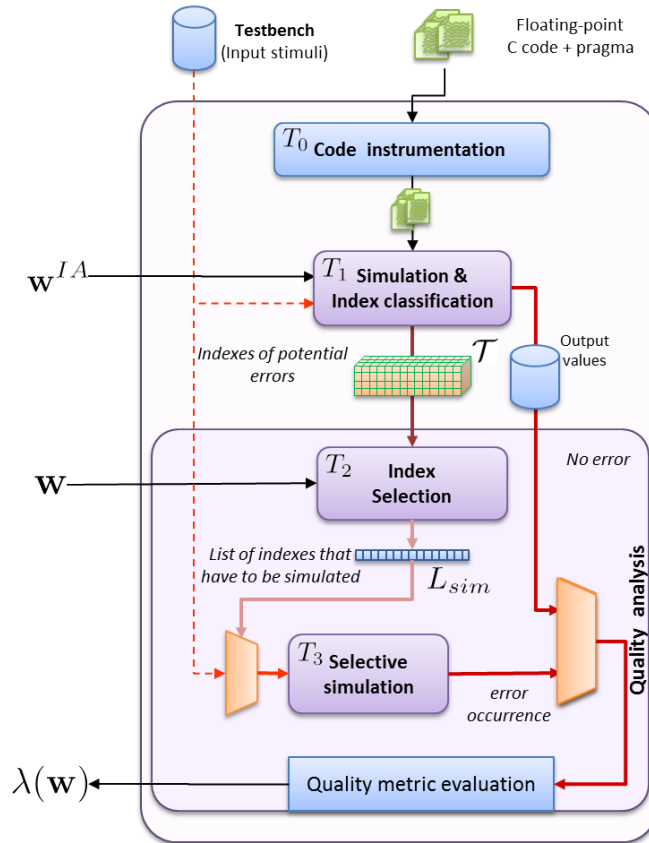 Testbench
(Input stimuli)
Floating-point
C code + pragma
T0
Code instrumentation
w^{IA}
T1
Simulation &
Index classification
Indexes of potential
errors
𝒯
Output
values
w
T2
Index
Selection
No error
List of indexes that
have to be simulated
L_{sim}
T3
Selective
simulation
error
occurrence
Quality analysis
λ(w)
Quality metric evaluation